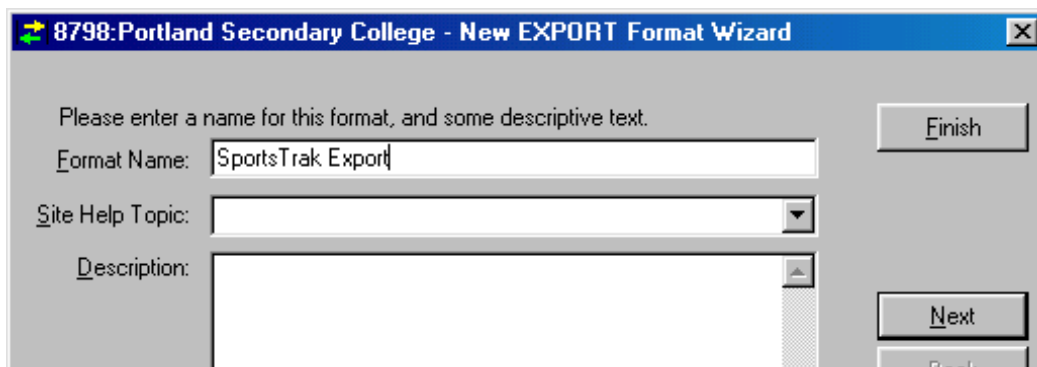 8798:Portland Secondary College - New EXPORT Format Wizard
Please enter a name for this format, and some descriptive text.
Finish
Format Name: SportsTrak Export
Site Help Topic:
Description:
Next